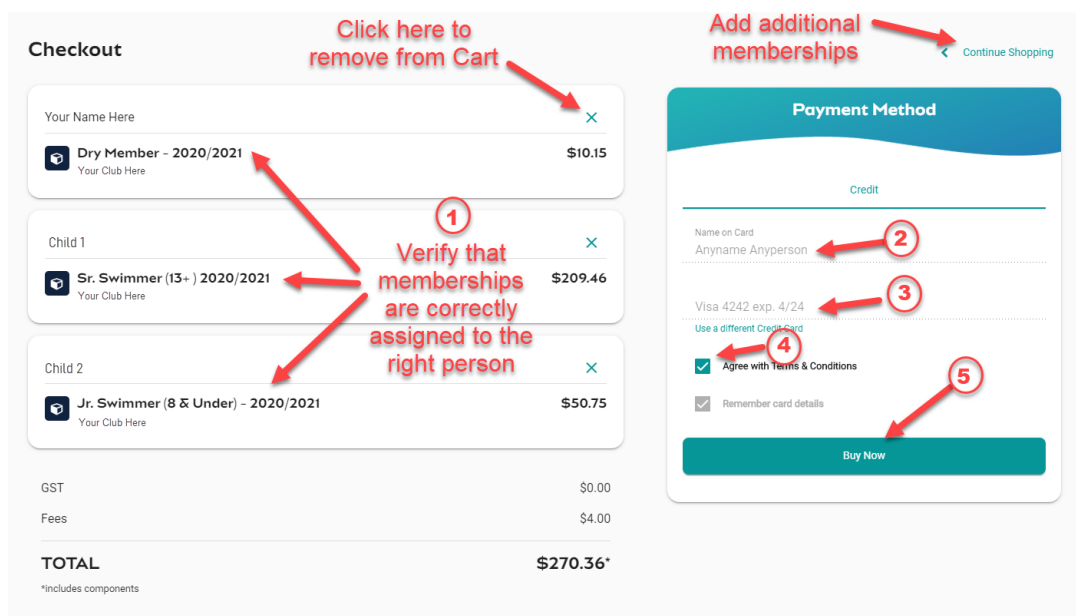 Checkout
Click here to
remove from Cart
Add additional
memberships
Continue Shopping
Your Name Here
Dry Member - 2020/2021
$10.15
Your Club Here
1
Verify that
memberships
are correctly
assigned to the
right person
Child 1
Sr. Swimmer (13+ ) 2020/2021
$209.46
Your Club Here
Child 2
Jr. Swimmer (8 & Under) - 2020/2021
$50.75
Your Club Here
GST
$0.00
Fees
$4.00
TOTAL
$270.36*
*includes components
Payment Method
Credit
Name on Card
Anyname Anyperson
2
Visa 4242 exp. 4/24
3
Use a different Credit Card
4
Agree with Terms & Conditions
Remember card details
5
Buy Now